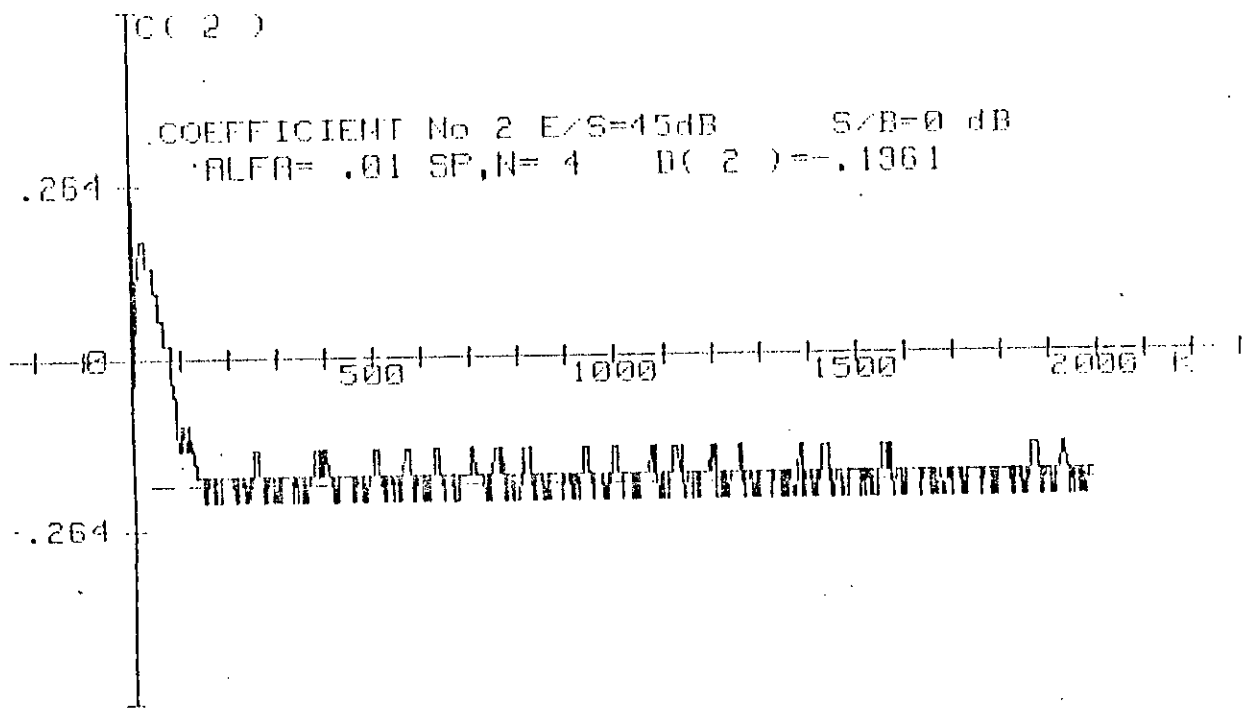 C( 2 )
COEFFICIENT No 2 E/S=45dB S/B=0 dB
ALFA= .01 SP,N= 4 D( 2 )=-.1961
.264
0 500 1000 1500 2000 K
-.264